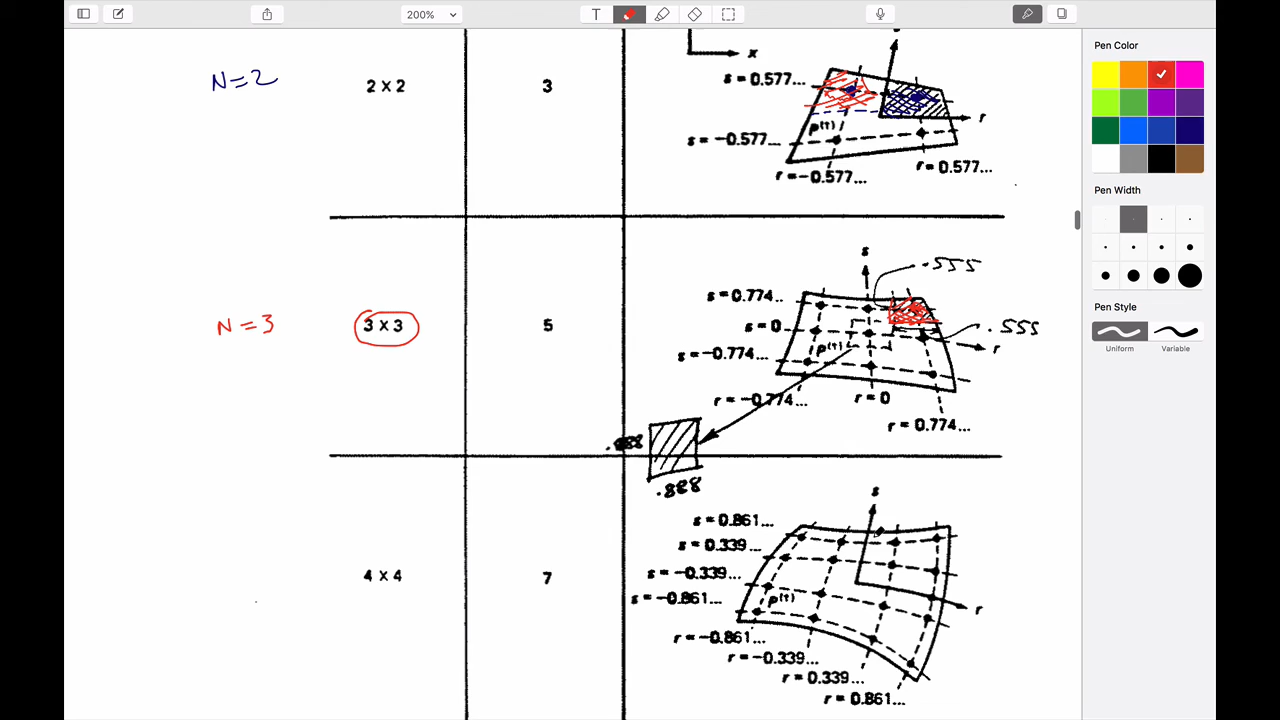 200%
x
N=2
2 × 2
3
s = 0.577...
r
p(t)
s = −0.577...
r = −0.577...
r = 0.577...
s
.555
s = 0.774..
N = 3
3 × 3
5
s = 0
.555
p(t)
r
s = −0.774...
r = −0.774...
r = 0
r = 0.774...
.888
.888
s
s = 0.861...
s = 0.339...
s = −0.339...
4 × 4
7
s = −0.861...
p(t)
r
r = −0.861...
r = −0.339...
r = 0.339...
r = 0.861...
T
Pen Color
Pen Width
Pen Style
Uniform
Variable